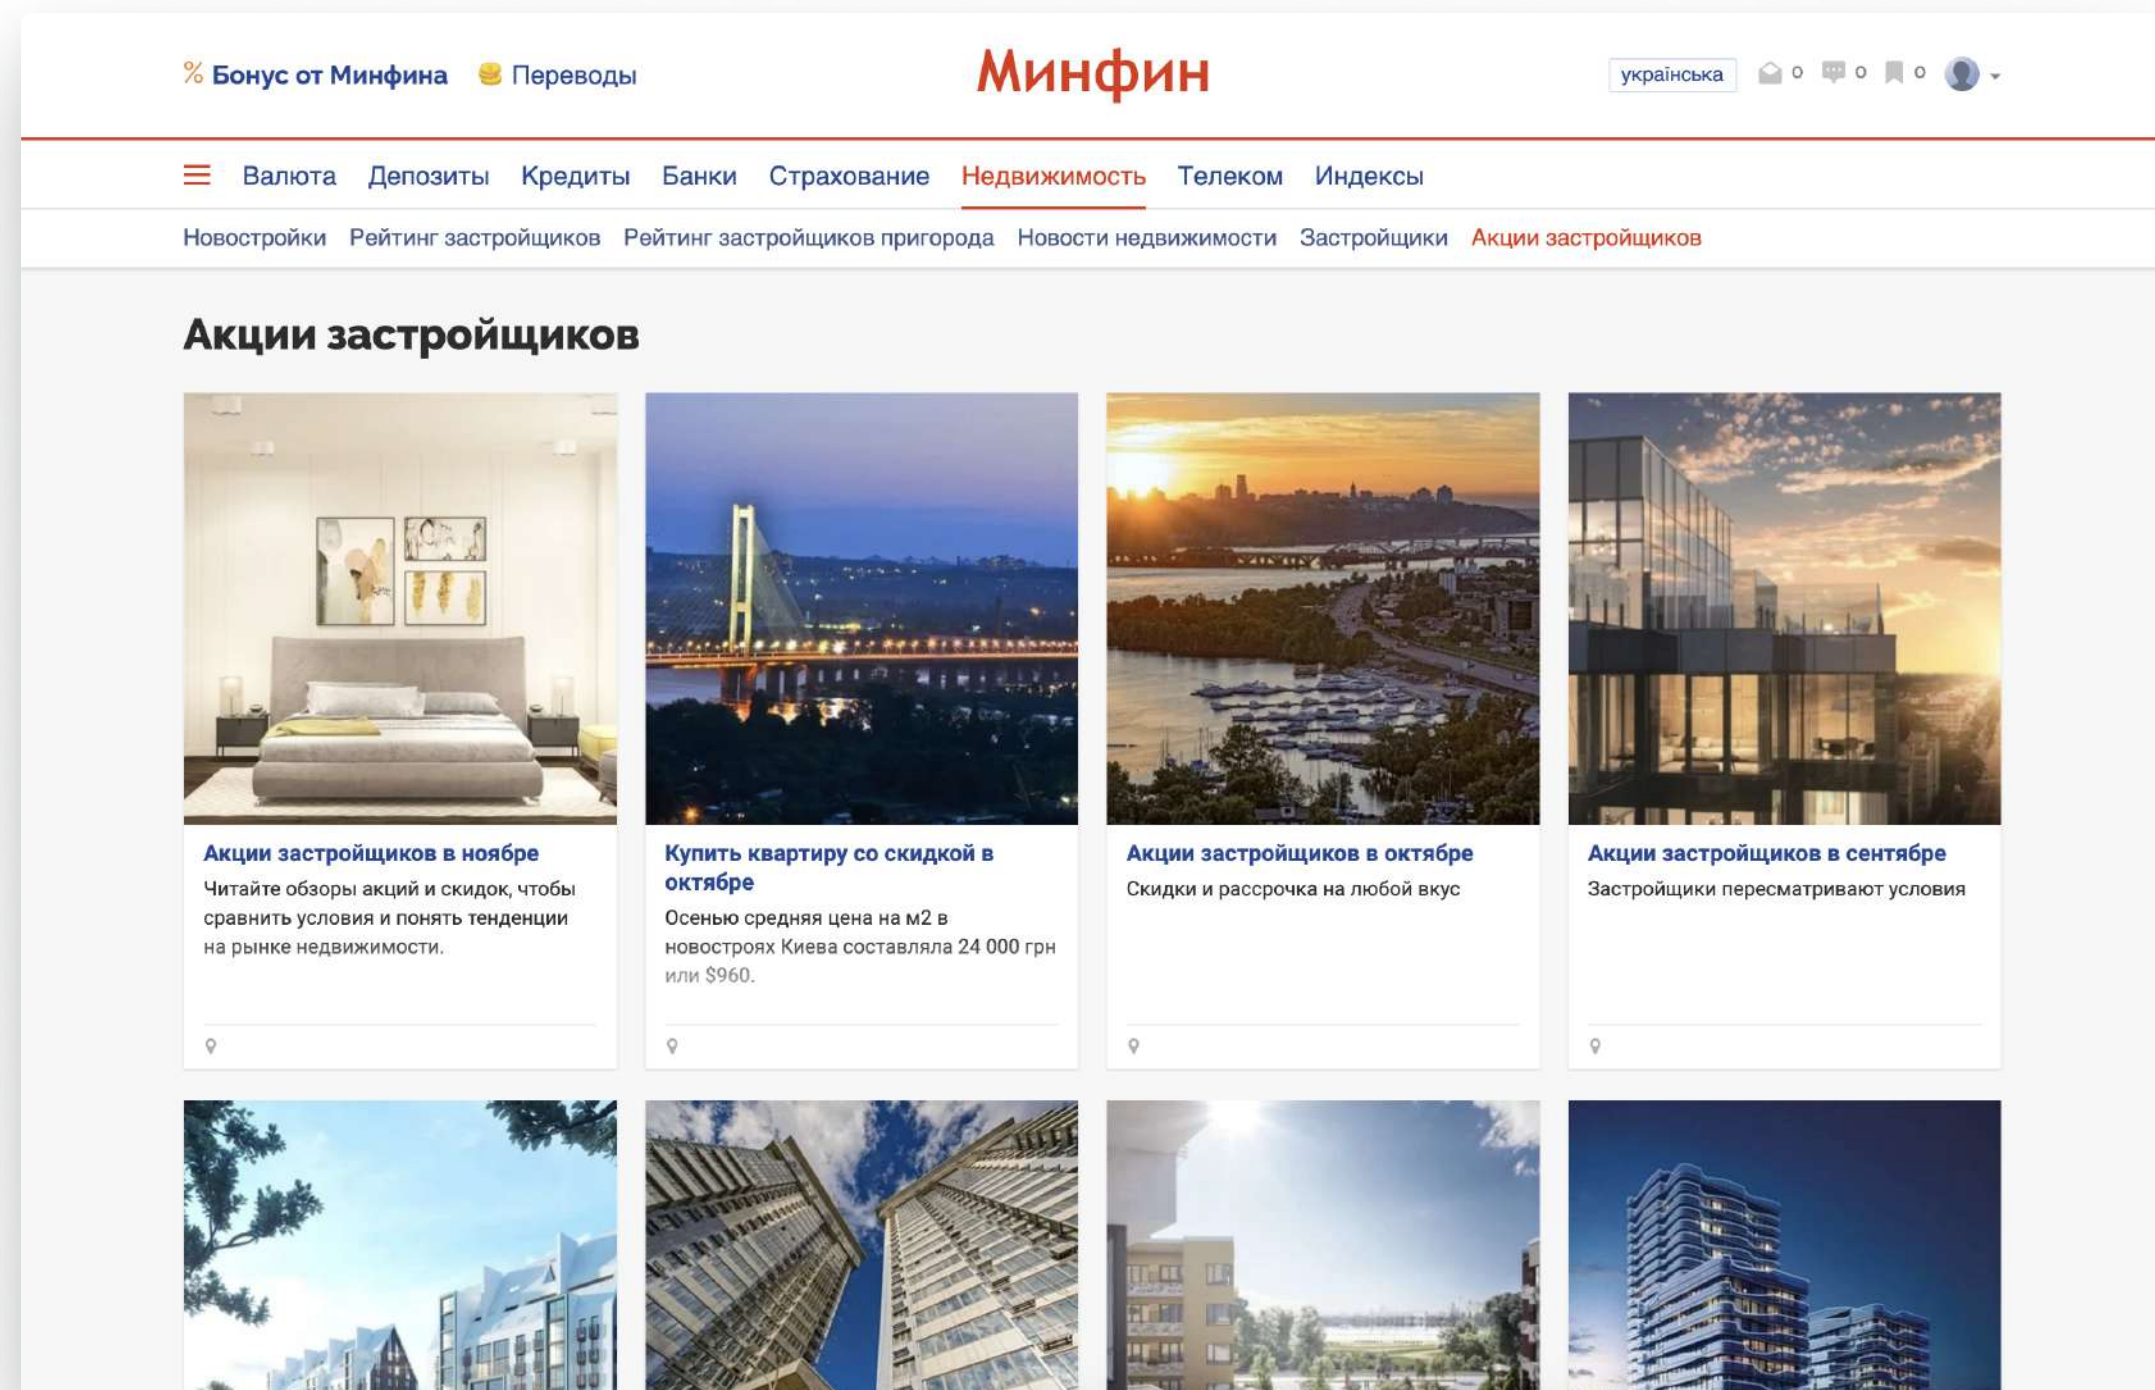 % Бонус от Минфина Переводы
Минфин
українська 0 0 0
Валюта Депозиты Кредиты Банки Страхование Недвижимость Телеком Индексы
Новостройки Рейтинг застройщиков Рейтинг застройщиков пригорода Новости недвижимости Застройщики Акции застройщиков
Акции застройщиков
Акции застройщиков в ноябре
Читайте обзоры акций и скидок, чтобы
сравнить условия и понять тенденции
на рынке недвижимости.
Купить квартиру со скидкой в
октябре
Осенью средняя цена на м2 в
новостроях Киева составляла 24 000 грн
или $960.
Акции застройщиков в октябре
Скидки и рассрочка на любой вкус
Акции застройщиков в сентябре
Застройщики пересматривают условия